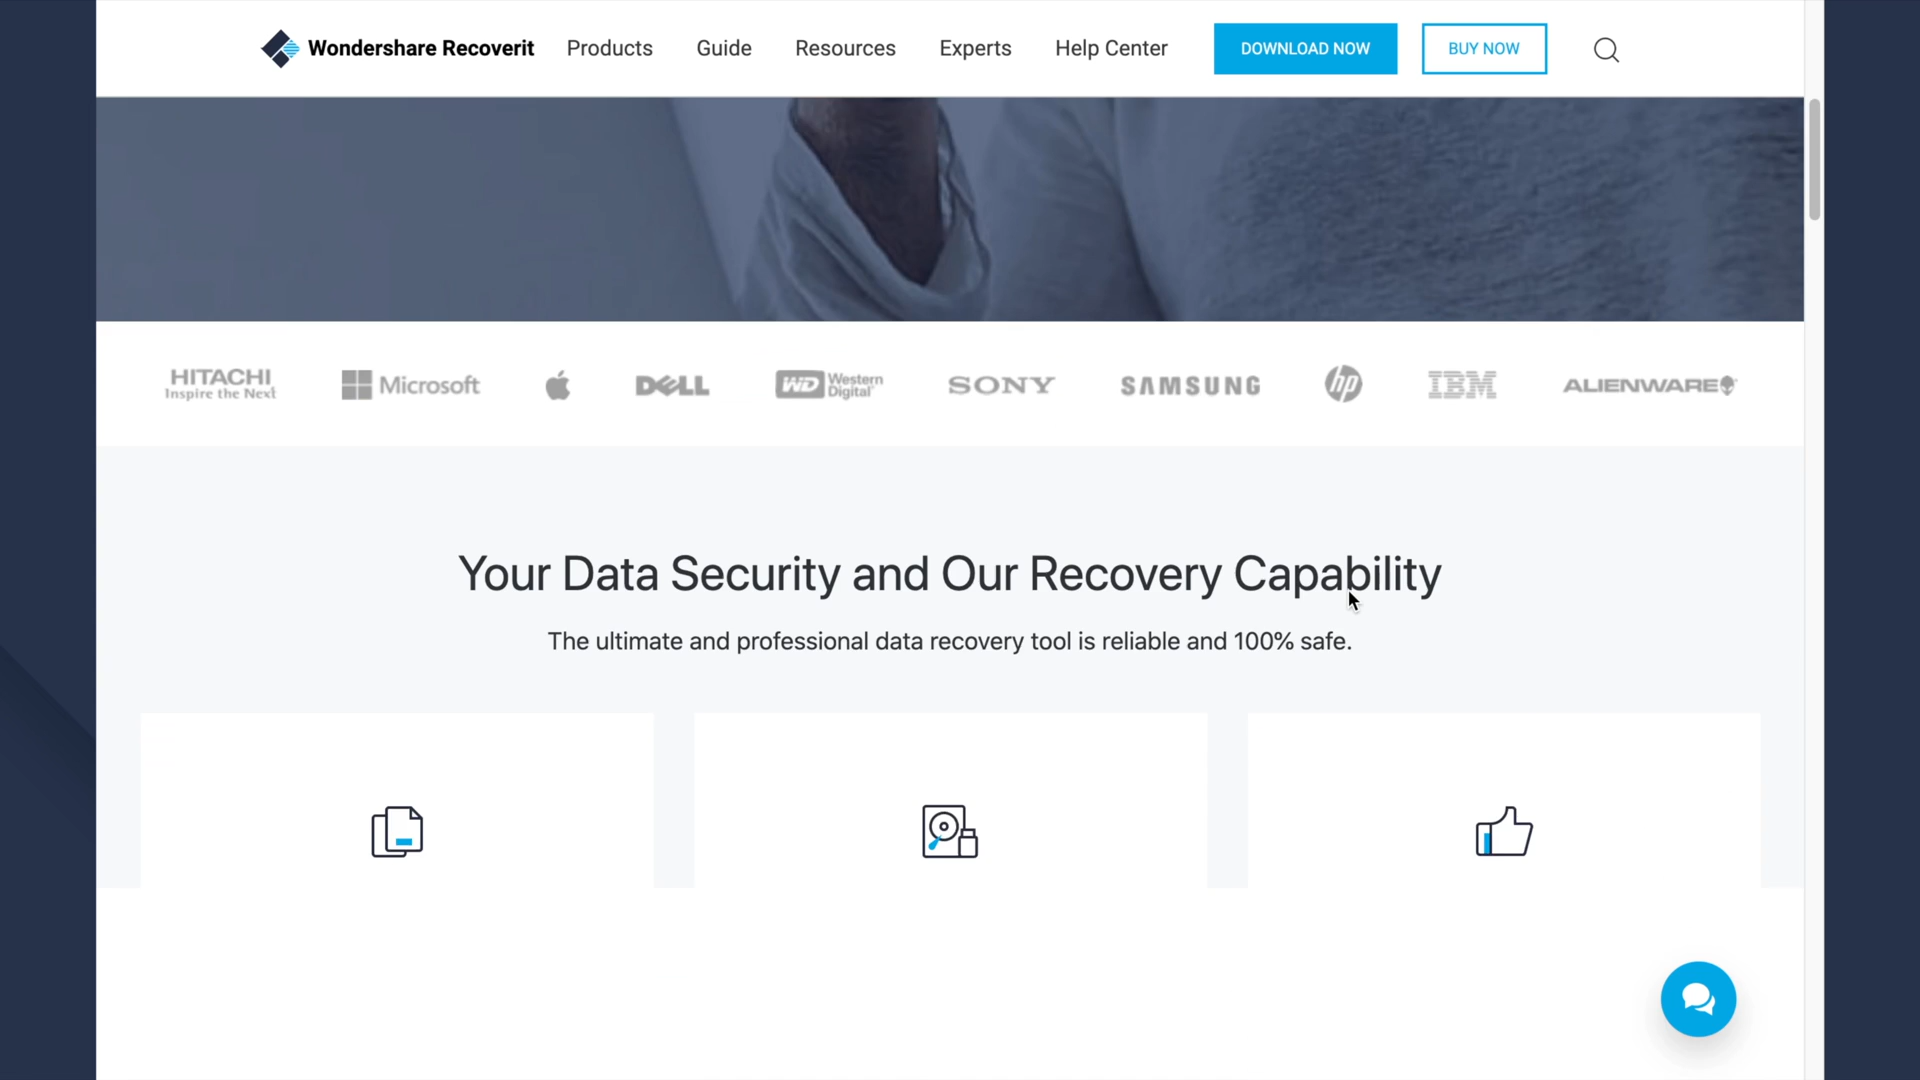 Wondershare Recoverit Products Guide Resources Experts Help Center DOWNLOAD NOW BUY NOW
HITACHI
Inspire the Next
Microsoft
DELL
WD Western Digital
SONY
SAMSUNG
hp
IBM
ALIENWARE
Your Data Security and Our Recovery Capability
The ultimate and professional data recovery tool is reliable and 100% safe.